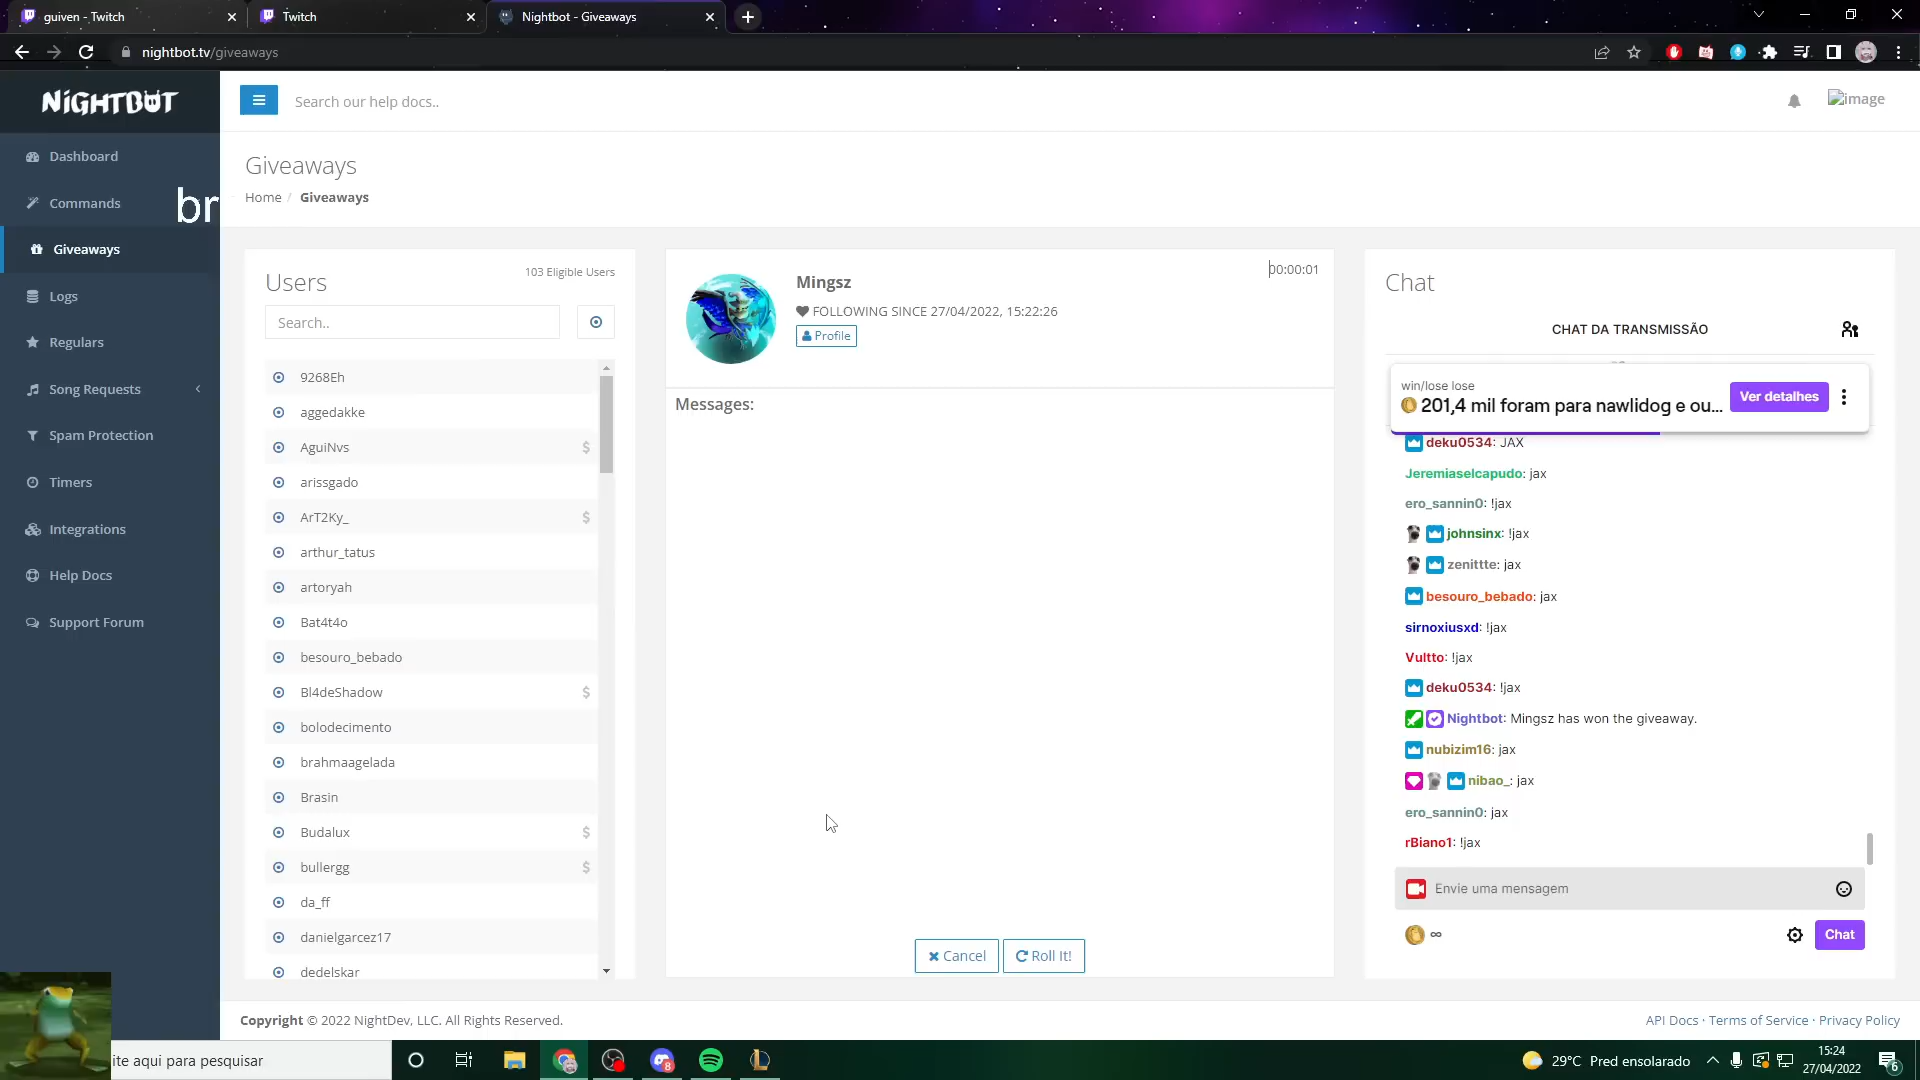 guiven - Twitch
Twitch
Nightbot - Giveaways
nightbot.tv/giveaways
NIGHTBOT
Search our help docs..
image
Dashboard
Commands
br
Giveaways
Logs
Regulars
Song Requests
Spam Protection
Timers
Integrations
Help Docs
Support Forum
Giveaways
Home / Giveaways
Users
103 Eligible Users
Search..
9268Eh
aggedakke
AguiNvs $
arissgado
ArT2Ky_ $
arthur_tatus
artoryah
Bat4t4o
besouro_bebado
Bl4deShadow $
bolodecimento
brahmaagelada
Brasin
Budalux $
bullergg $
da_ff
danielgarcez17
dedelskar
Mingsz
00:00:01
FOLLOWING SINCE 27/04/2022, 15:22:26
Profile
Messages:
Cancel
Roll It!
Chat
CHAT DA TRANSMISSÃO
win/lose lose
201,4 mil foram para nawlidog e ou...
Ver detalhes
deku0534: JAX
Jeremiaselcapudo: jax
ero_sannin0: !jax
johnsinx: !jax
zenittte: jax
besouro_bebado: jax
sirnoxiusxd: !jax
Vultto: !jax
deku0534: !jax
Nightbot: Mingsz has won the giveaway.
nubizim16: jax
nibao_: jax
ero_sannin0: jax
rBiano1: !jax
Envie uma mensagem
∞
Chat
Copyright © 2022 NightDev, LLC. All Rights Reserved.
API Docs · Terms of Service · Privacy Policy
ite aqui para pesquisar
8
29°C Pred ensolarado
15:24
27/04/2022
6